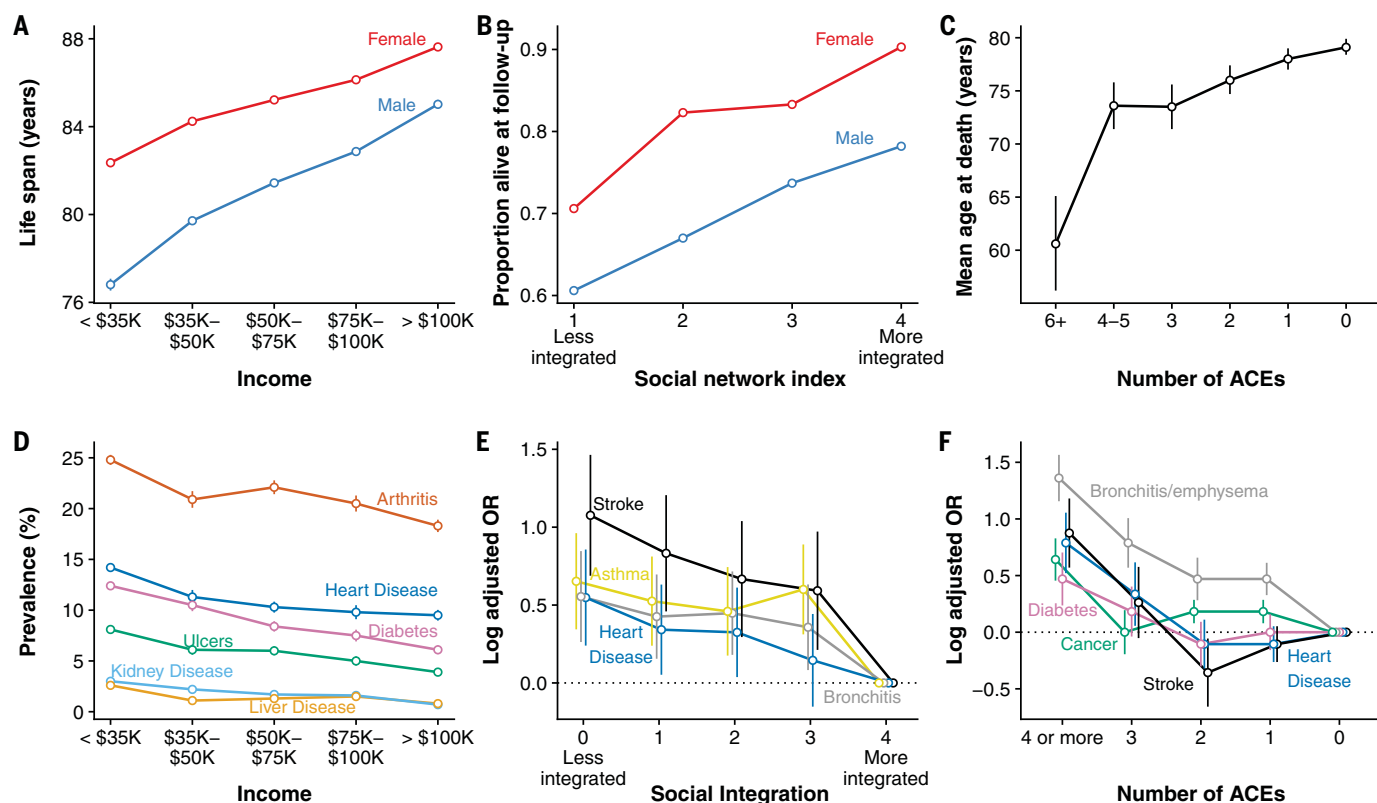 A
Life span (years)
88
84
80
76
Female
Male
< $35K
$35K–
$50K
$50K–
$75K
$75K–
$100K
> $100K
Income
B
Proportion alive at follow-up
0.9
0.8
0.7
0.6
Female
Male
1
Less
integrated
2
3
4
More
integrated
Social network index
C
Mean age at death (years)
80
75
70
65
60
6+
4–5
3
2
1
0
Number of ACEs
D
Prevalence (%)
25
20
15
10
5
0
Arthritis
Heart Disease
Diabetes
Ulcers
Kidney Disease
Liver Disease
< $35K
$35K–
$50K
$50K–
$75K
$75K–
$100K
> $100K
Income
E
Log adjusted OR
1.5
1.0
0.5
0.0
Stroke
Asthma
Heart
Disease
Bronchitis
0
Less
integrated
1
2
3
4
More
integrated
Social Integration
F
Log adjusted OR
1.5
1.0
0.5
0.0
−0.5
Bronchitis/emphysema
Diabetes
Cancer
Stroke
Heart
Disease
4 or more
3
2
1
0
Number of ACEs